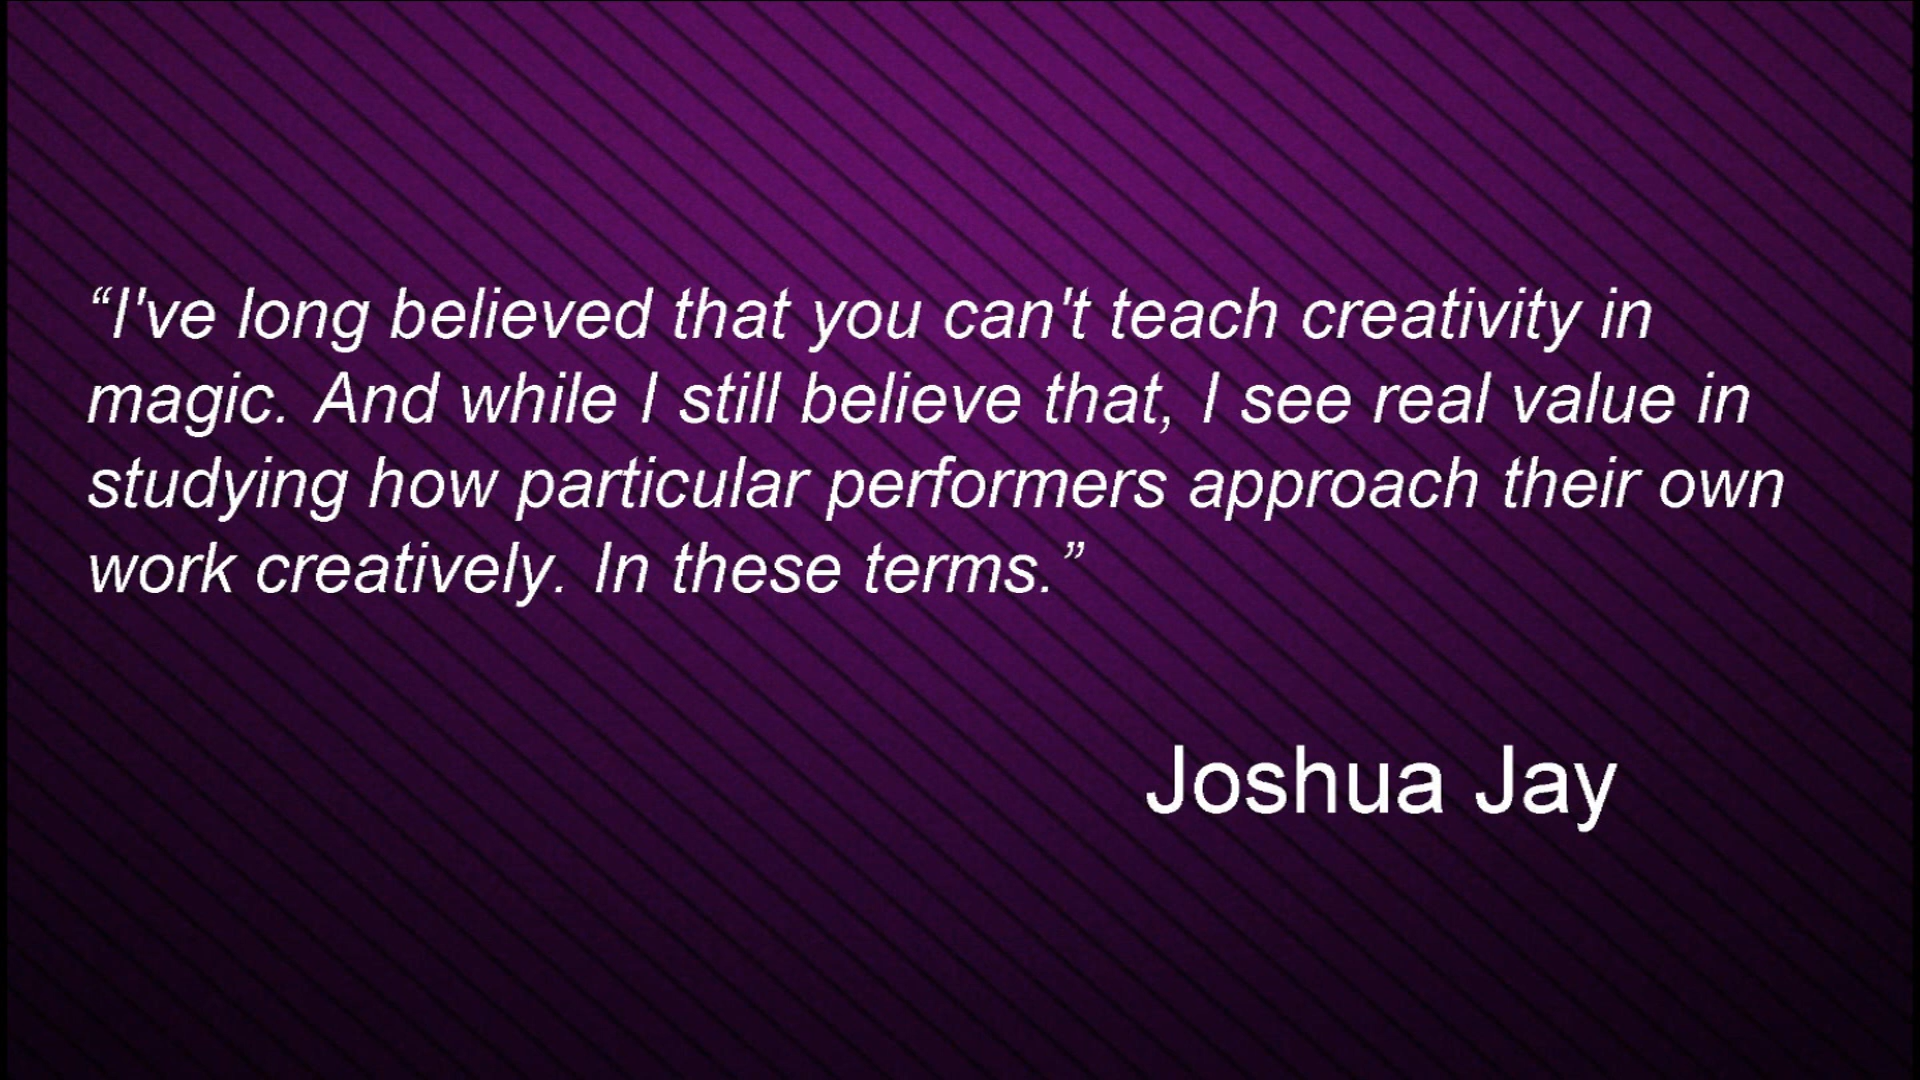 “I've long believed that you can't teach creativity in
magic. And while I still believe that, I see real value in
studying how particular performers approach their own
work creatively. In these terms.”
Joshua Jay